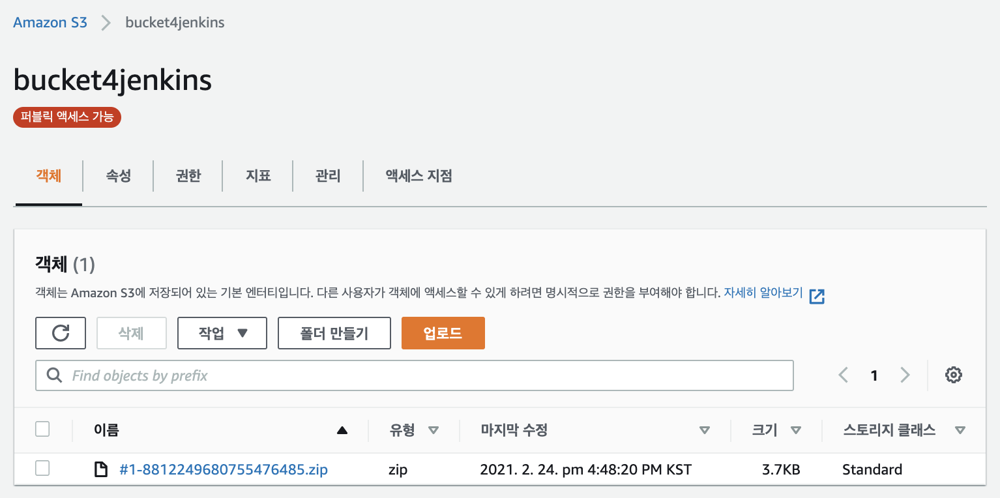 Amazon S3 > bucket4jenkins
bucket4jenkins
퍼블릭 액세스 가능
객체 속성 권한 지표 관리 액세스 지점
객체 (1)
객체는 Amazon S3에 저장되어 있는 기본 엔터티입니다. 다른 사용자가 객체에 액세스할 수 있게 하려면 명시적으로 권한을 부여해야 합니다. 자세히 알아보기
삭제 작업 폴더 만들기 업로드
Find objects by prefix 1
이름 유형 마지막 수정 크기 스토리지 클래스
#1-8812249680755476485.zip zip 2021. 2. 24. pm 4:48:20 PM KST 3.7KB Standard